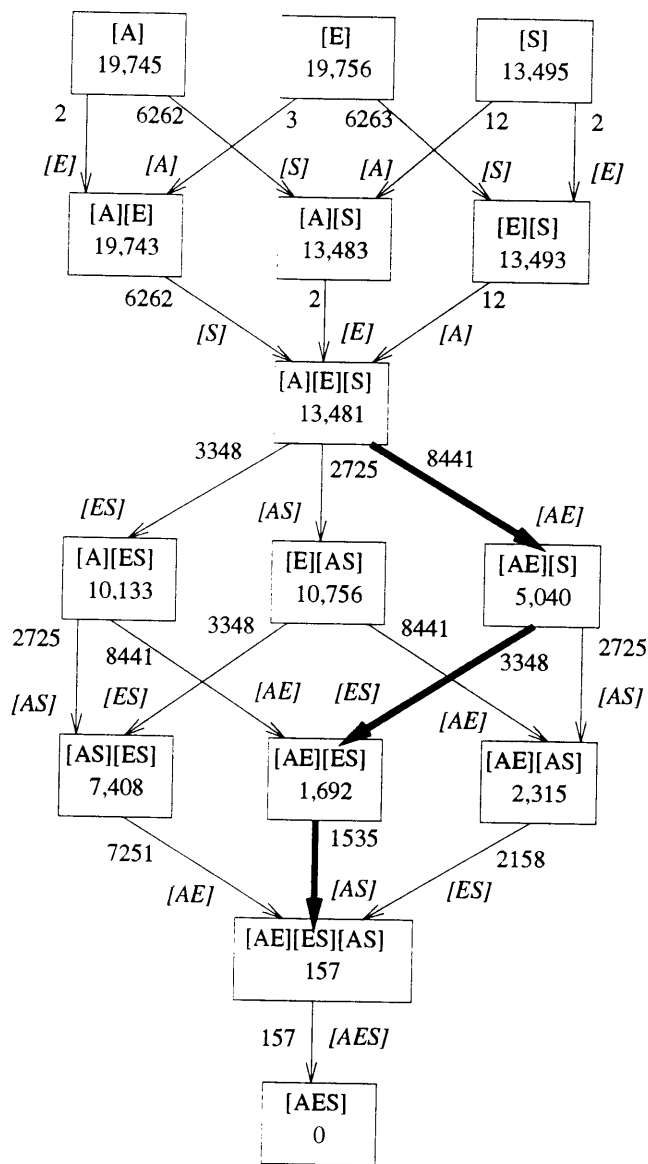 [A] [E] [S]
19,745 19,756 13,495
2 6262 3 6263 12 2
[E] [A] [S] [A] [S] [E]
[A][E] [A][S] [E][S]
19,743 13,483 13,493
6262 2 12
[S] [E] [A]
[A][E][S]
13,481
3348 2725 8441
[ES] [AS] [AE]
[A][ES] [E][AS] [AE][S]
10,133 10,756 5,040
2725 8441 3348 8441 3348 2725
[AS] [ES] [AE] [ES] [AE] [AS]
[AS][ES] [AE][ES] [AE][AS]
7,408 1,692 2,315
7251 1535 2158
[AE] [AS] [ES]
[AE][ES][AS]
157
157 [AES]
[AES]
0